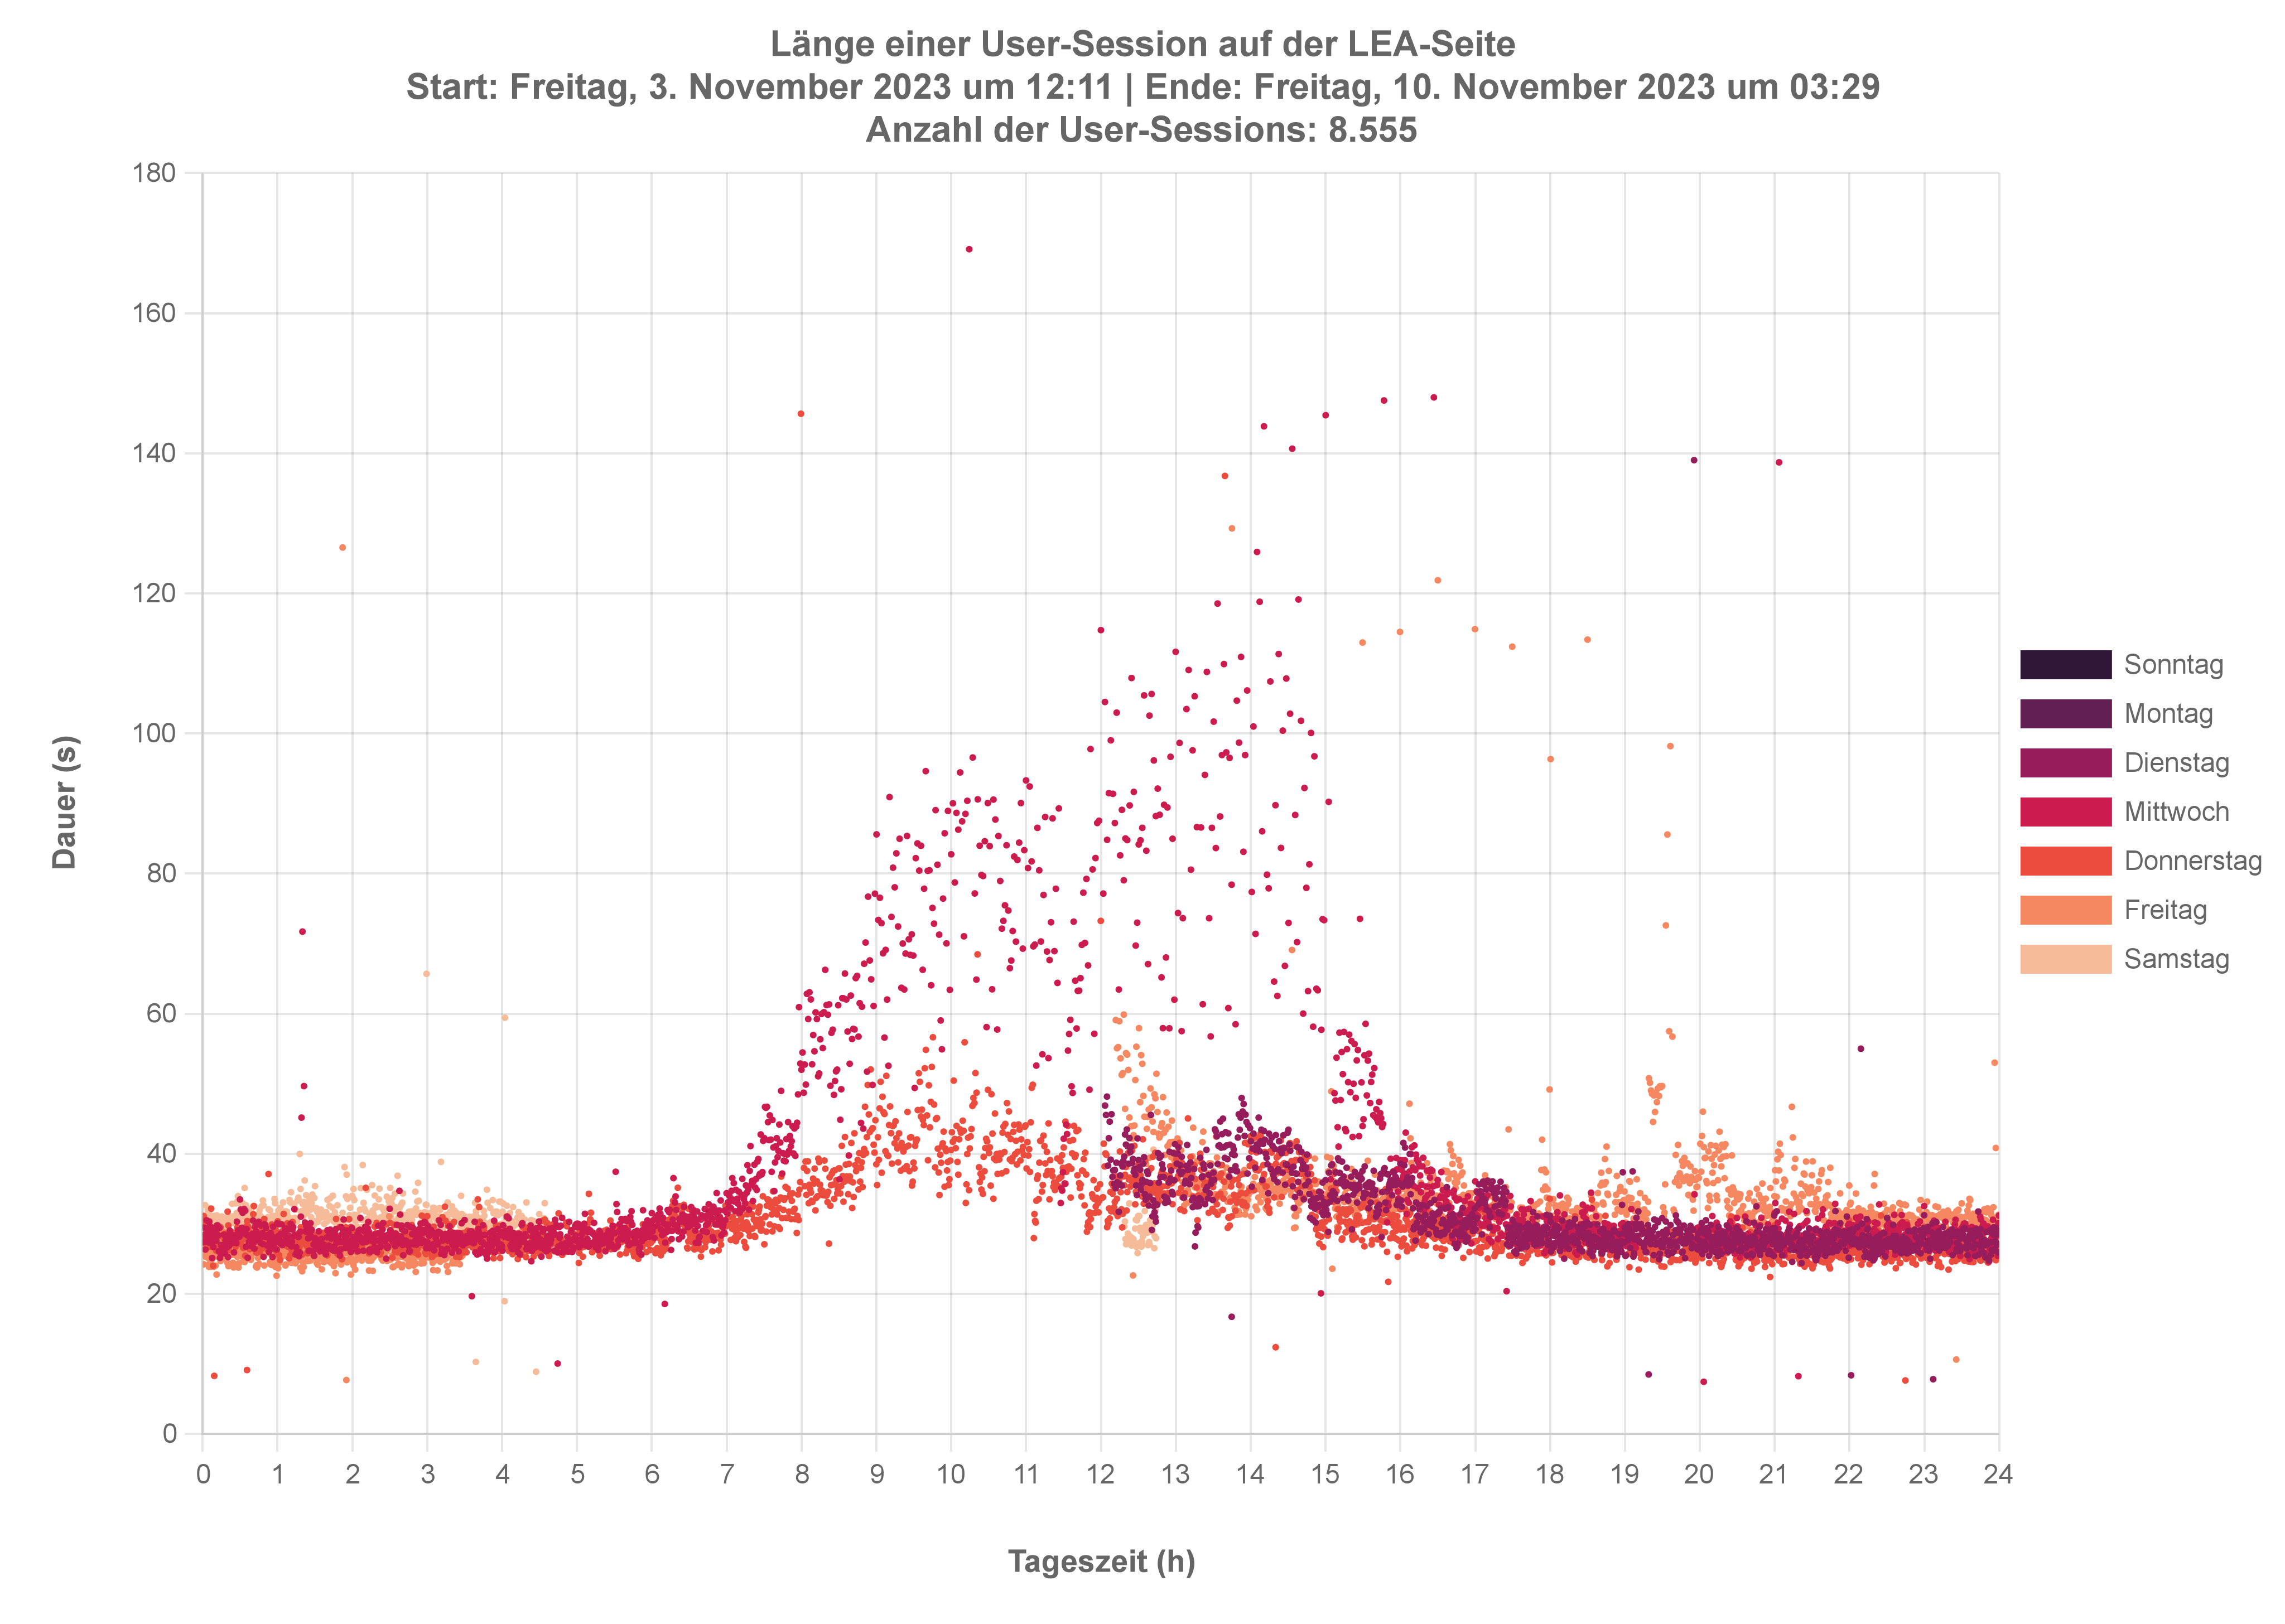 Länge einer User-Session auf der LEA-Seite
Start: Freitag, 3. November 2023 um 12:11 | Ende: Freitag, 10. November 2023 um 03:29
Anzahl der User-Sessions: 8.555
180
160
140
120
100
80
60
40
20
0
Dauer (s)
0 1 2 3 4 5 6 7 8 9 10 11 12 13 14 15 16 17 18 19 20 21 22 23 24
Tageszeit (h)
Sonntag
Montag
Dienstag
Mittwoch
Donnerstag
Freitag
Samstag